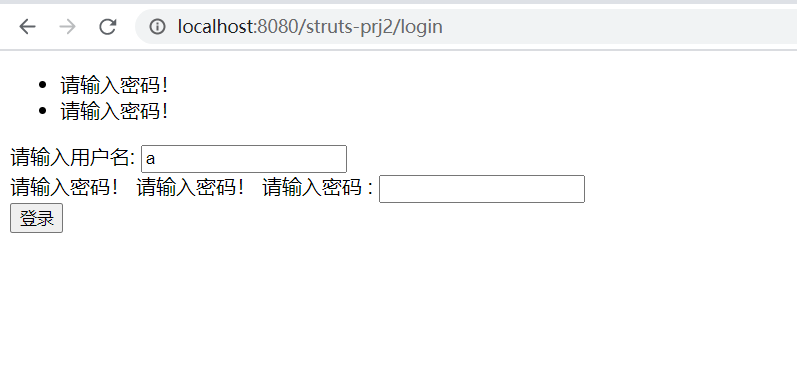 localhost:8080/struts-prj2/login
请输入密码！
请输入密码！
请输入用户名: a
请输入密码！ 请输入密码！ 请输入密码 :
登录